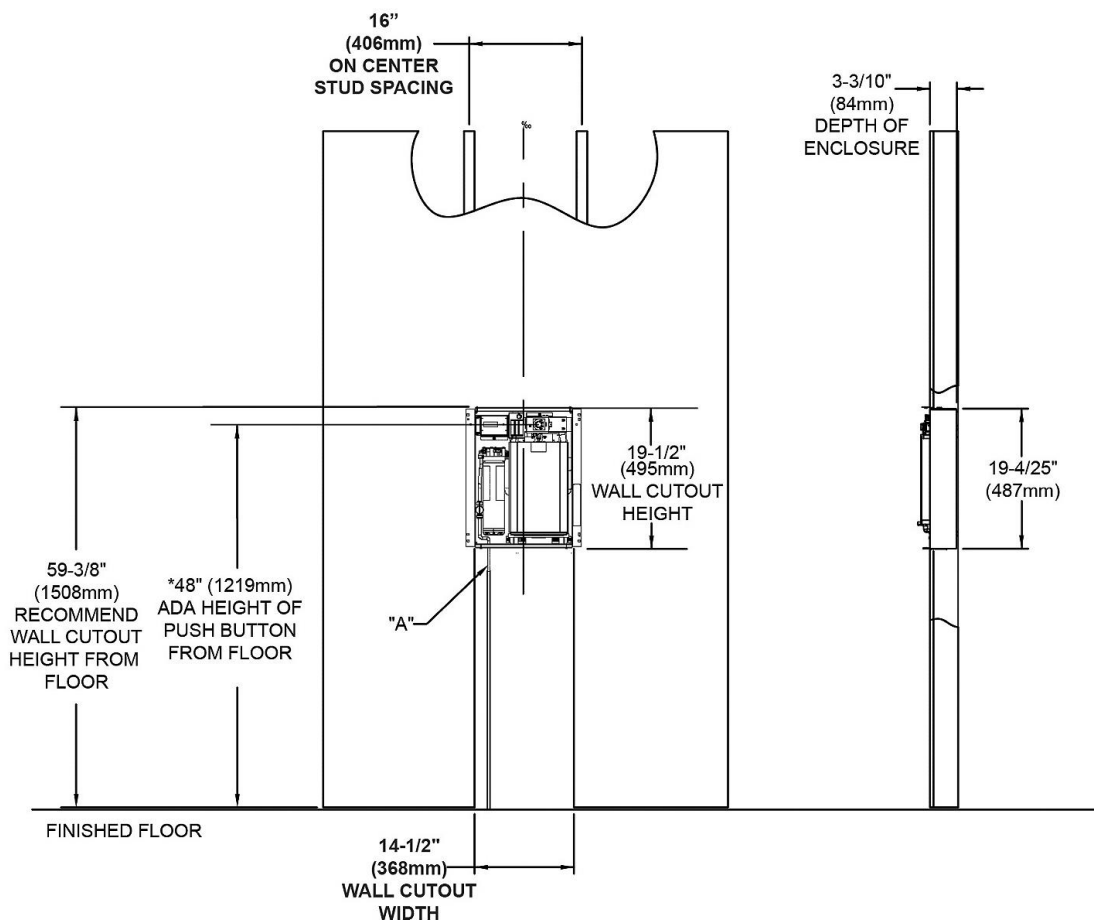 16”
(406mm)
ON CENTER
STUD SPACING
3-3/10"
(84mm)
DEPTH OF
ENCLOSURE
‰
19-1/2"
(495mm)
WALL CUTOUT
HEIGHT
19-4/25"
(487mm)
59-3/8"
(1508mm)
RECOMMEND
WALL CUTOUT
HEIGHT FROM
FLOOR
*48" (1219mm)
ADA HEIGHT OF
PUSH BUTTON
FROM FLOOR
"A"
FINISHED FLOOR
14-1/2"
(368mm)
WALL CUTOUT
WIDTH